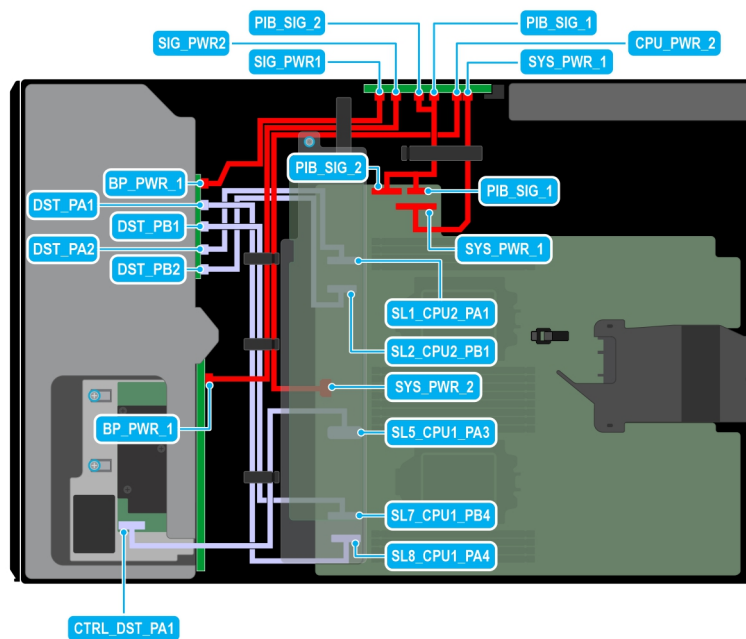 PIB_SIG_2
PIB_SIG_1
SIG_PWR2
CPU_PWR_2
SIG_PWR1
SYS_PWR_1
PIB_SIG_2
BP_PWR_1
PIB_SIG_1
DST_PA1
DST_PB1
DST_PA2
SYS_PWR_1
DST_PB2
SL1_CPU2_PA1
SL2_CPU2_PB1
SYS_PWR_2
BP_PWR_1
SL5_CPU1_PA3
SL7_CPU1_PB4
SL8_CPU1_PA4
CTRL_DST_PA1